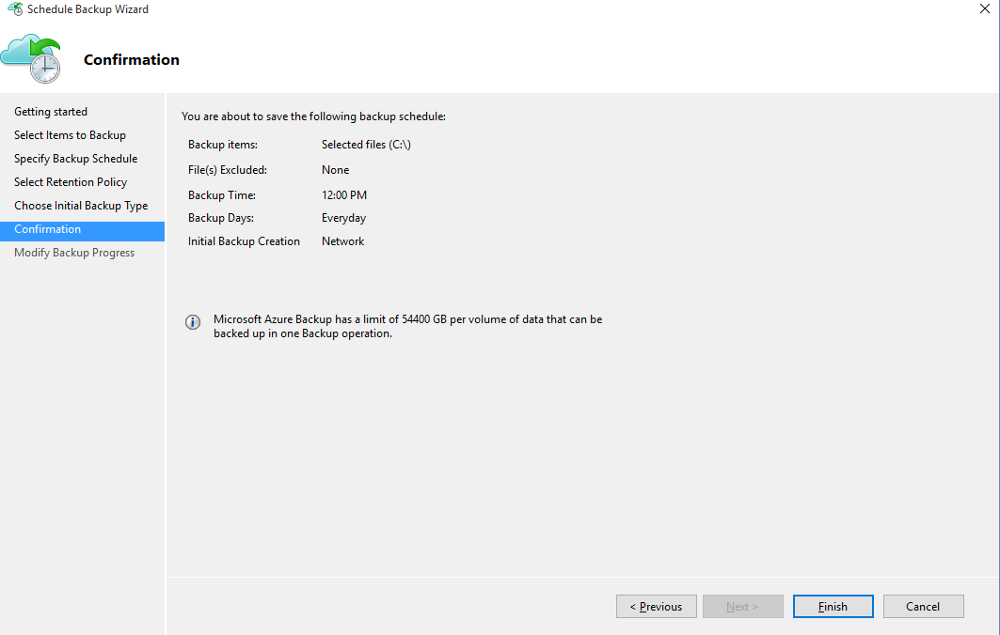 Schedule Backup Wizard
Confirmation
Getting started
Select Items to Backup
Specify Backup Schedule
Select Retention Policy
Choose Initial Backup Type
Confirmation
Modify Backup Progress
You are about to save the following backup schedule:
Backup items: Selected files (C:\)
File(s) Excluded: None
Backup Time: 12:00 PM
Backup Days: Everyday
Initial Backup Creation Network
Microsoft Azure Backup has a limit of 54400 GB per volume of data that can be
backed up in one Backup operation.
< Previous Next > Finish Cancel